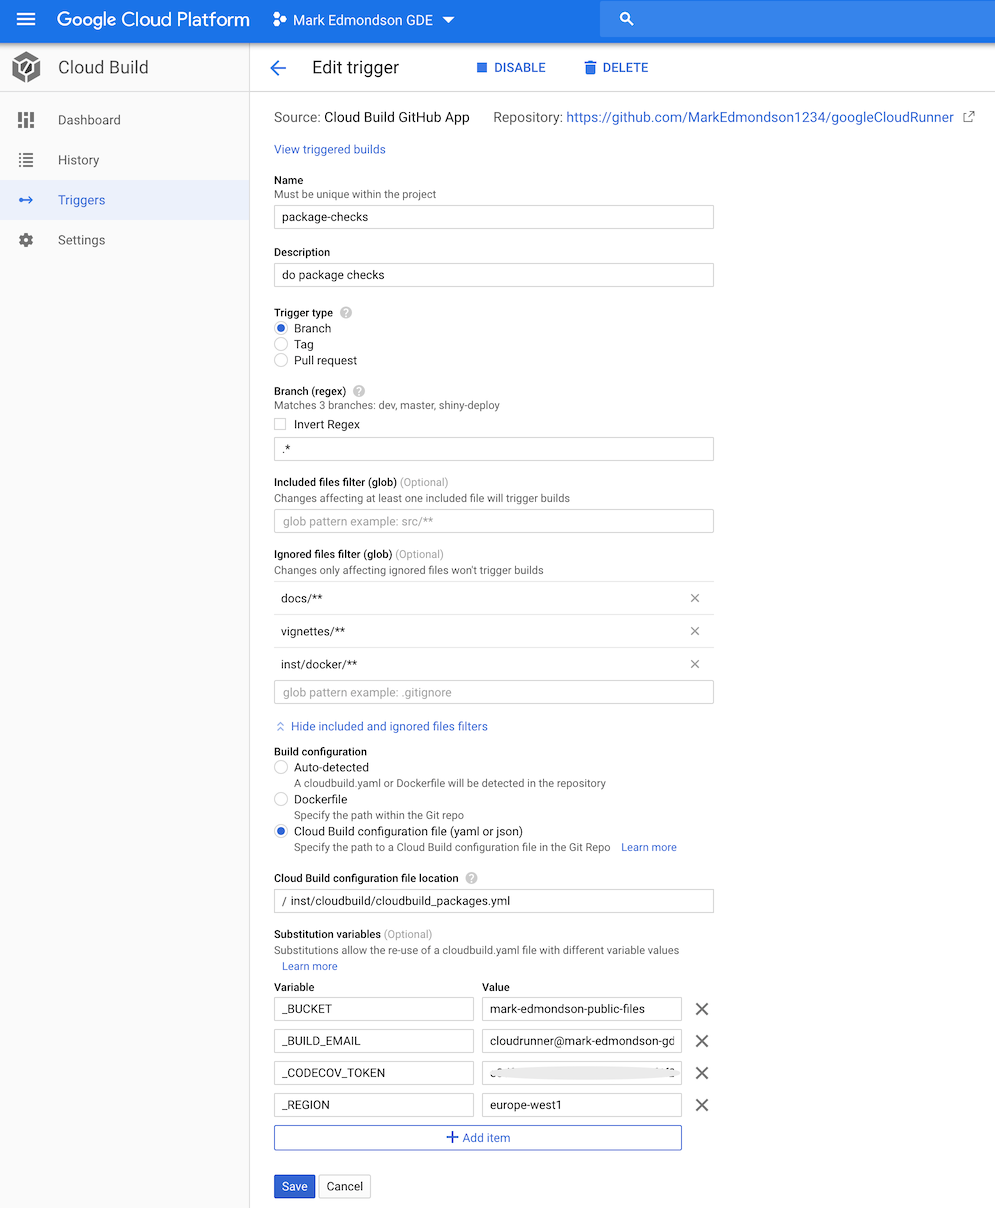 Google Cloud Platform
Mark Edmondson GDE
Cloud Build
Edit trigger
DISABLE
DELETE
Dashboard
History
Triggers
Settings
Source: Cloud Build GitHub App Repository: https://github.com/MarkEdmondson1234/googleCloudRunner
View triggered builds
Name
Must be unique within the project
package-checks
Description
do package checks
Trigger type ?
Branch
Tag
Pull request
Branch (regex) ?
Matches 3 branches: dev, master, shiny-deploy
Invert Regex
.*
Included files filter (glob) (Optional)
Changes affecting at least one included file will trigger builds
glob pattern example: src/**
Ignored files filter (glob) (Optional)
Changes only affecting ignored files won't trigger builds
docs/**
vignettes/**
inst/docker/**
glob pattern example: .gitignore
Hide included and ignored files filters
Build configuration
Auto-detected
A cloudbuild.yaml or Dockerfile will be detected in the repository
Dockerfile
Specify the path within the Git repo
Cloud Build configuration file (yaml or json)
Specify the path to a Cloud Build configuration file in the Git Repo Learn more
Cloud Build configuration file location ?
/ inst/cloudbuild/cloudbuild_packages.yml
Substitution variables (Optional)
Substitutions allow the re-use of a cloudbuild.yaml file with different variable values
Learn more
Variable Value
_BUCKET mark-edmondson-public-files
_BUILD_EMAIL cloudrunner@mark-edmondson-gd
_CODECOV_TOKEN
_REGION europe-west1
Add item
Save Cancel